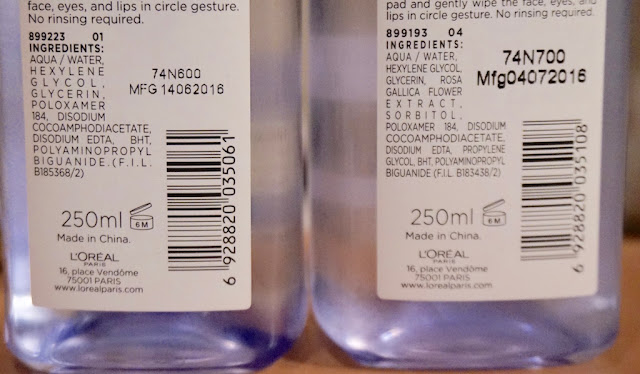 face, eyes, and lips in circle gesture.
No rinsing required.
899223 01
INGREDIENTS:
AQUA / WATER,
HEXYLENE
GLYCOL,
GLYCERIN,
POLOXAMER
184, DISODIUM
COCOAMPHODIACETATE,
DISODIUM EDTA, BHT,
POLYAMINOPROPYL
BIGUANIDE.(F.I.L.
B185368/2)
74N600
MFG 14062016
6 928820 035061
250ml
6M
Made in China.
L'ORÉAL
PARIS
16, place Vendôme
75001 PARIS
www.lorealparis.com
pad and gently wipe the face, eyes, and
lips in circle gesture. No rinsing required.
899193 04
INGREDIENTS:
AQUA / WATER,
HEXYLENE GLYCOL,
GLYCERIN, ROSA
GALLICA FLOWER
EXTRACT,
SORBITOL,
POLOXAMER 184, DISODIUM
COCOAMPHODIACETATE,
DISODIUM EDTA, PROPYLENE
GLYCOL, BHT, POLYAMINOPROPYL
BIGUANIDE (F.I.L. B183438/2)
74N700
Mfg04072016
6 928820 035108
250ml
6M
Made in China.
L'ORÉAL
PARIS
16, place Vendôme
75001 PARIS
www.lorealparis.com